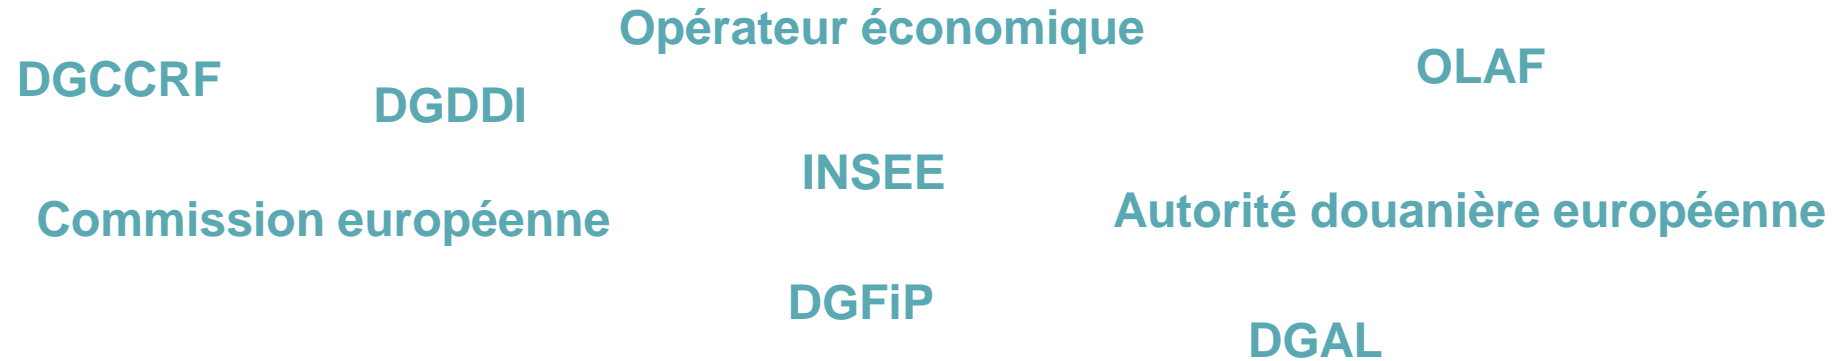 Opérateur économique
OLAF
DGCCRF
DGDDI
INSEE
Autorité douanière européenne
Commission européenne
DGFiP
DGAL